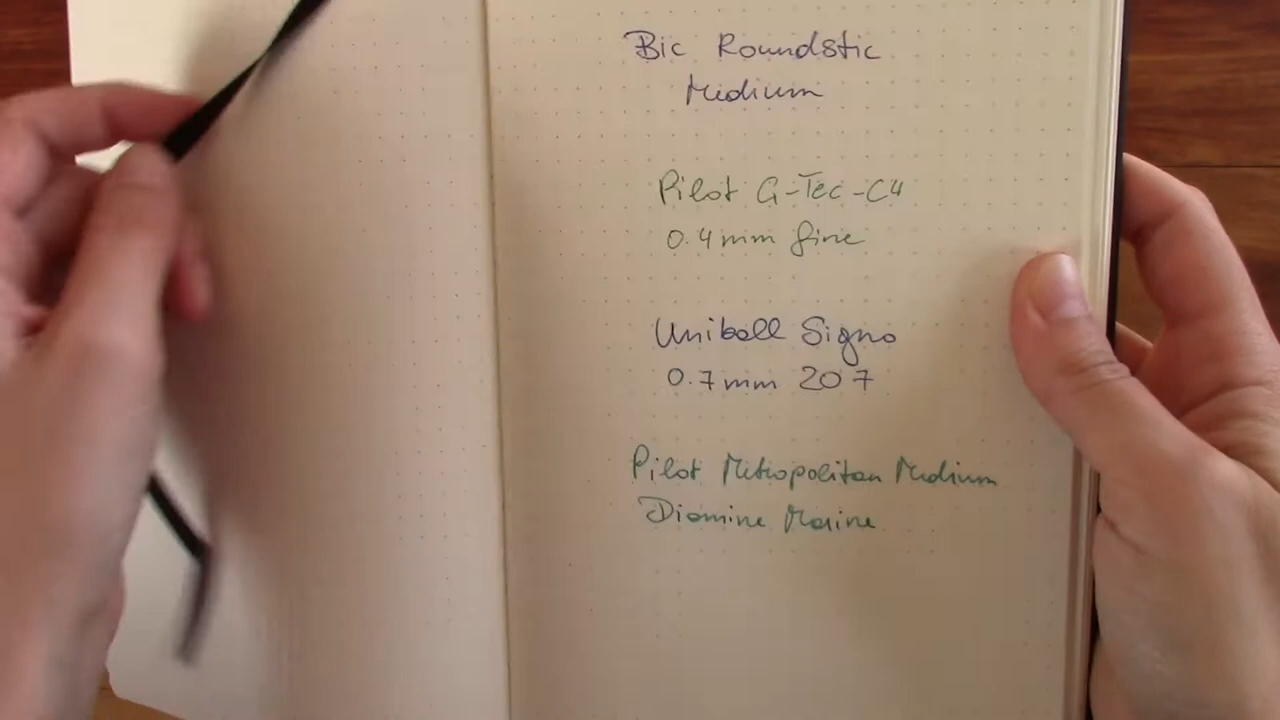 Bic Roundstic
Medium
Pilot G-Tec-C4
0.4mm fine
Uniball Signo
0.7mm 207
Pilot Metropolitan Medium
Diamine Marine